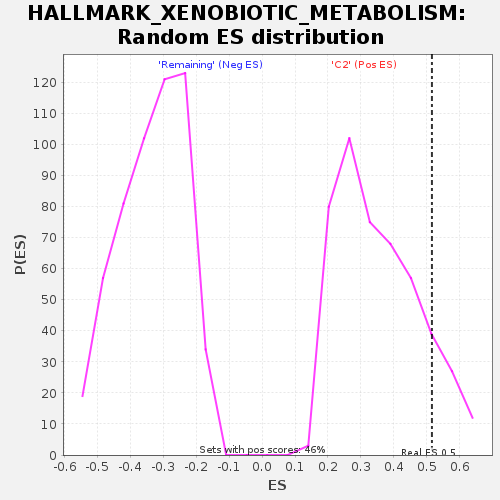 HALLMARK_XENOBIOTIC_METABOLISM:
Random ES distribution
'Remaining' (Neg ES) 'C2' (Pos ES)
120
110
100
90
80
70
60
50
40
30
20
10
0
P(ES)
Sets with pos scores: 46%
Real ES 0.5
-0.6 -0.5 -0.4 -0.3 -0.2 -0.1 0.0 0.1 0.2 0.3 0.4 0.5 0.6
ES